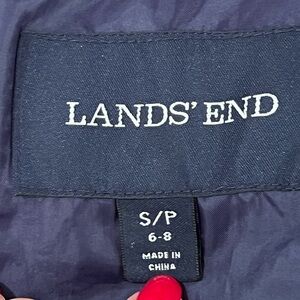 LANDS' END
S/P
6-8
MADE IN
CHINA